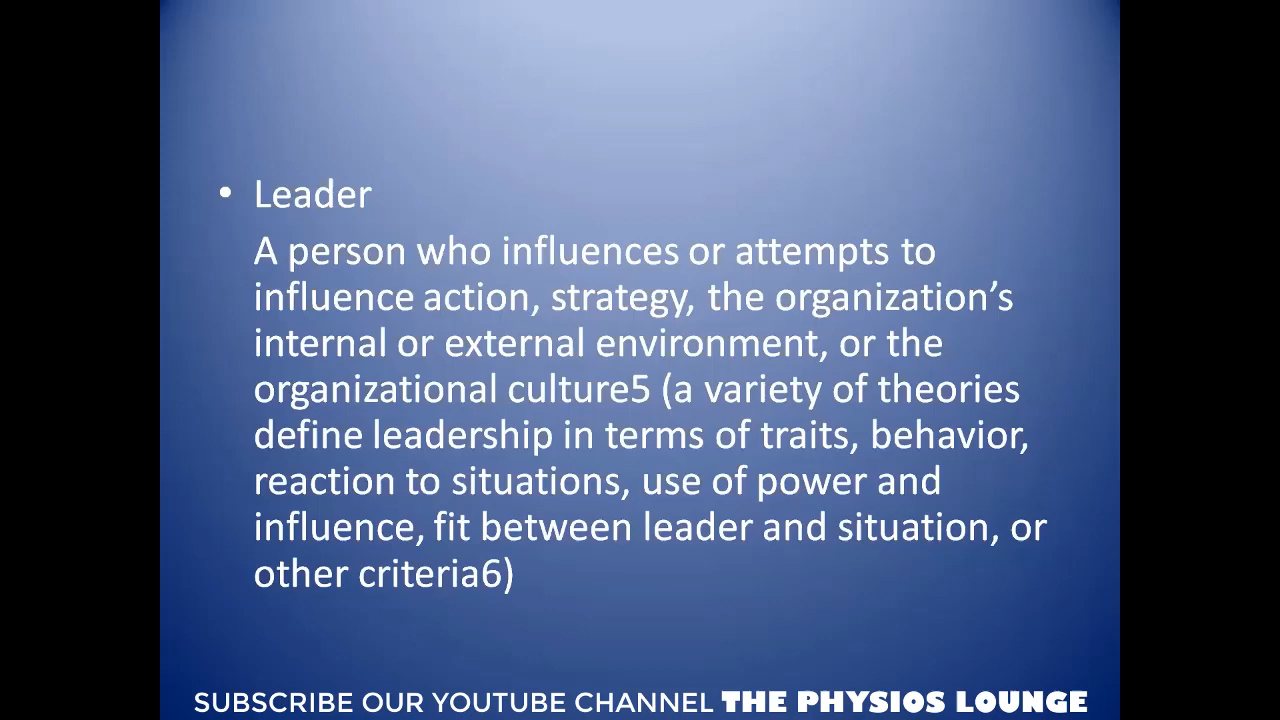 • Leader
A person who influences or attempts to
influence action, strategy, the organization’s
internal or external environment, or the
organizational culture5 (a variety of theories
define leadership in terms of traits, behavior,
reaction to situations, use of power and
influence, fit between leader and situation, or
other criteria6)
SUBSCRIBE OUR YOUTUBE CHANNEL THE PHYSIOS LOUNGE